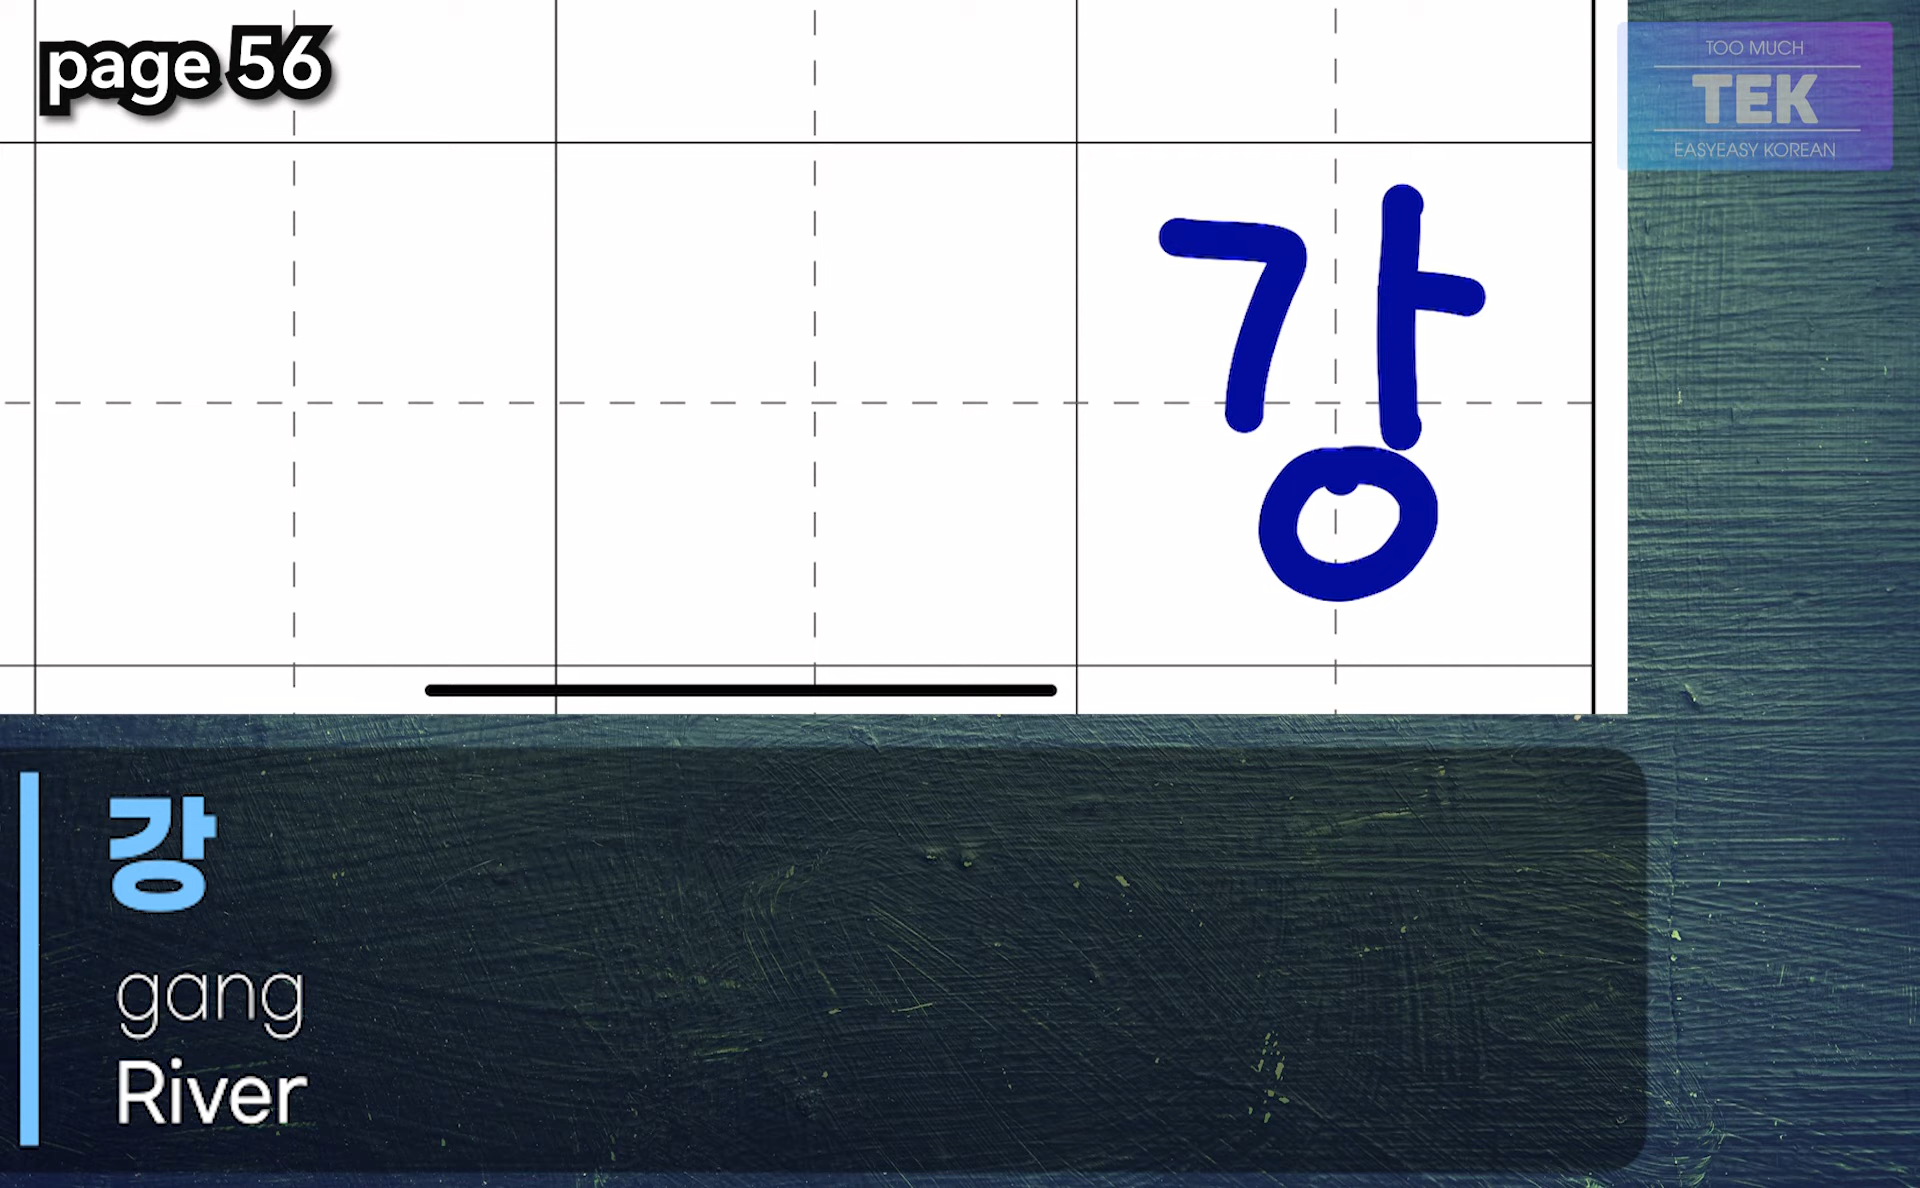 page 56
TOO MUCH
TEK
EASYEASY KOREAN
강
강
gang
River